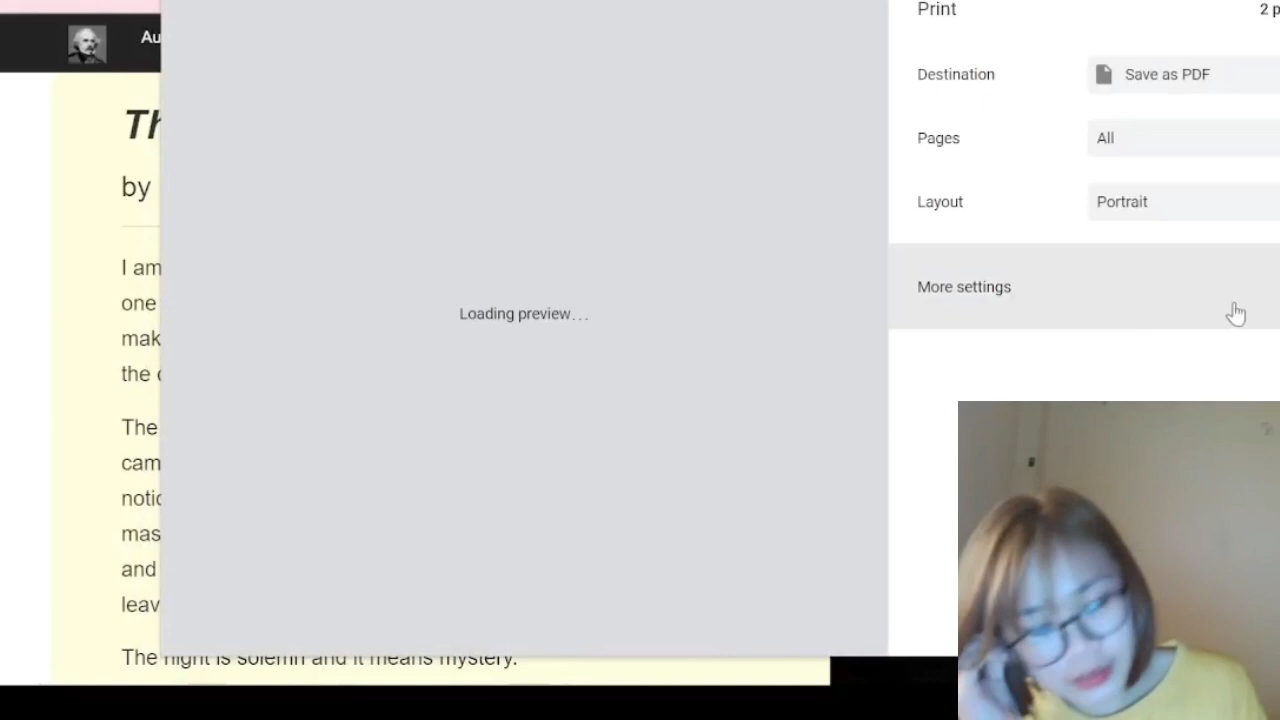 Print
2 p
Au
Destination
Save as PDF
Th
Pages
All
by
Layout
Portrait
I am
one
More settings
Loading preview...
mak
the c
The
cam
notic
mas
and
leav
The night is solemn and it means mystery.